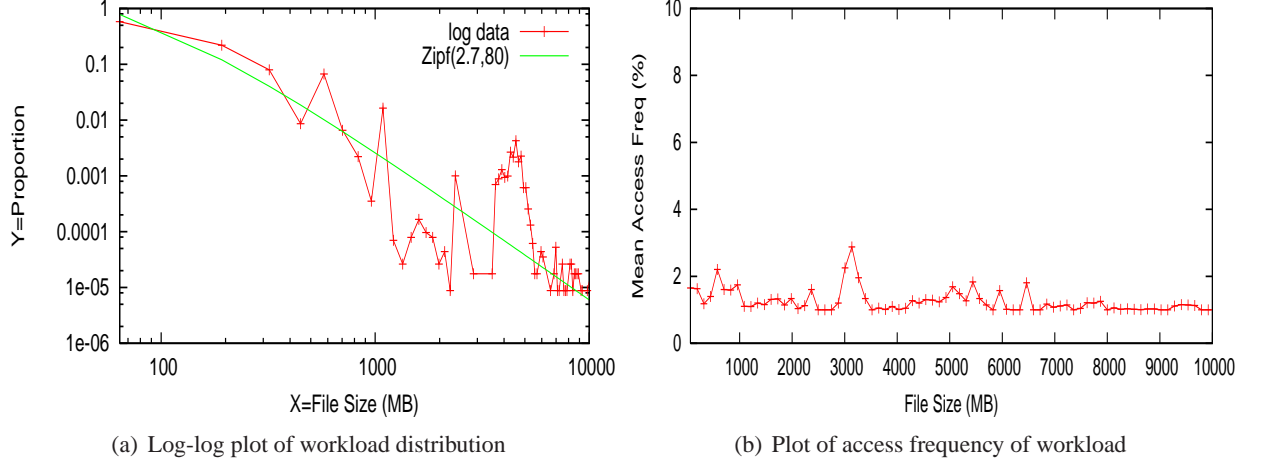 1
0.1
0.01
0.001
0.0001
1e-05
1e-06
Y=Proportion
log data
Zipf(2.7,80)
100
1000
10000
X=File Size (MB)
(a) Log-log plot of workload distribution
10
8
6
4
2
0
Mean Access Freq (%)
1000 2000 3000 4000 5000 6000 7000 8000 9000 10000
File Size (MB)
(b) Plot of access frequency of workload